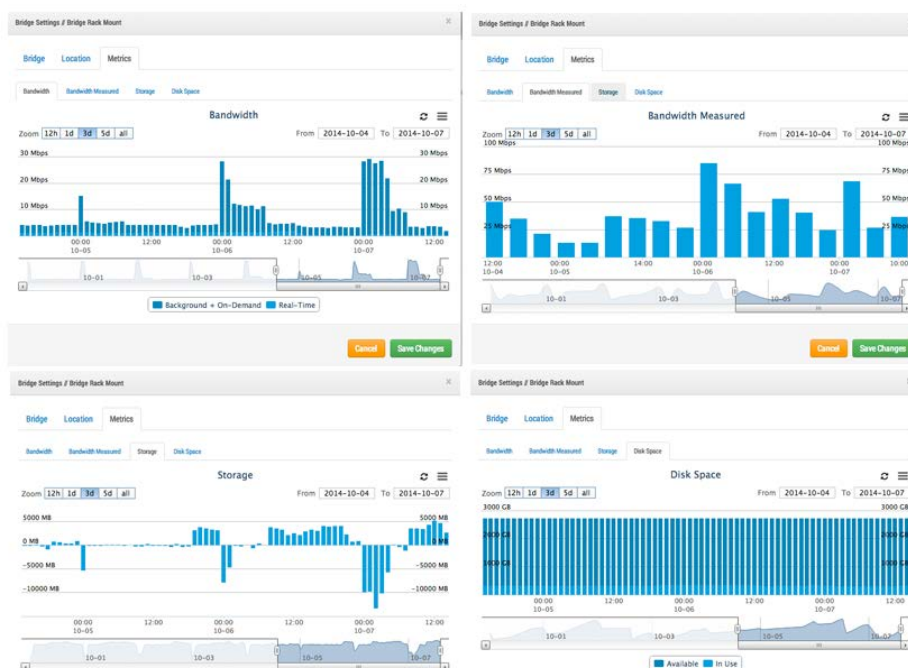 Bridge Settings // Bridge Rack Mount ×
Bridge Location Metrics
Bandwidth Bandwidth Measured Storage Disk Space
Bandwidth
Zoom 12h 1d 3d 5d all From 2014-10-04 To 2014-10-07
30 Mbps 30 Mbps
20 Mbps 20 Mbps
10 Mbps 10 Mbps
00:00 12:00 00:00 12:00 00:00 12:00
10-05 10-06 10-07
10-01 10-03 10-05 10-07
Background + On-Demand Real-Time
Cancel Save Changes
Bridge Settings // Bridge Rack Mount
Bridge Location Metrics
Bandwidth Bandwidth Measured Storage Disk Space
Bandwidth Measured
Zoom 12h 1d 3d 5d all From 2014-10-04 To 2014-10-07
100 Mbps 100 Mbps
75 Mbps 75 Mbps
50 Mbps 50 Mbps
25 Mbps 25 Mbps
12:00 00:00 14:00 00:00 12:00 00:00 10:00
10-04 10-05 10-06 10-07
10-01 10-03 10-05 10-07
Cancel Save Changes
Bridge Settings // Bridge Rack Mount ×
Bridge Location Metrics
Bandwidth Bandwidth Measured Storage Disk Space
Storage
Zoom 12h 1d 3d 5d all From 2014-10-04 To 2014-10-07
5000 MB 5000 MB
0 MB 0 MB
-5000 MB -5000 MB
-10000 MB -10000 MB
00:00 12:00 00:00 12:00 00:00 12:00
10-05 10-06 10-07
10-01 10-03 10-05 10-07
Bridge Settings // Bridge Rack Mount
Bridge Location Metrics
Bandwidth Bandwidth Measured Storage Disk Space
Disk Space
Zoom 12h 1d 3d 5d all From 2014-10-04 To 2014-10-07
3000 GB 3000 GB
2000 GB 2000 GB
1000 GB 1000 GB
00:00 12:00 00:00 12:00 00:00 12:00
10-05 10-06 10-07
10-01 10-03 10-05 10-07
Available In Use